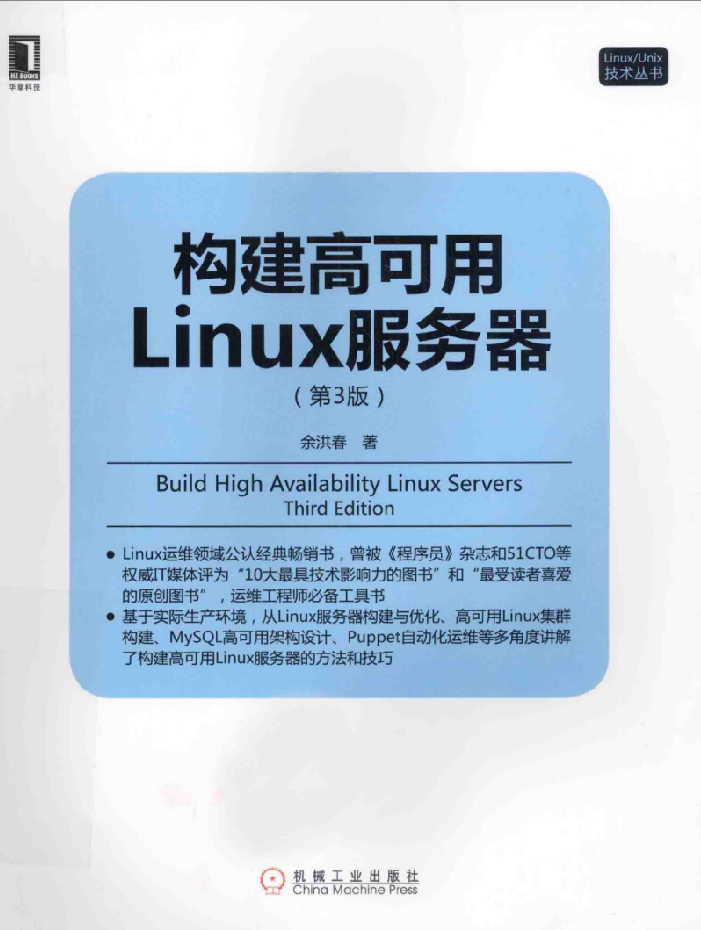 HZ BOOKS
华章科技
Linux/Unix
技术丛书
构建高可用
Linux服务器
（第3版）
余洪春 著
Build High Availability Linux Servers
Third Edition
● Linux运维领域公认经典畅销书，曾被《程序员》杂志和51CTO等
权威IT媒体评为“10大最具技术影响力的图书”和“最受读者喜爱
的原创图书”，运维工程师必备工具书
● 基于实际生产环境，从Linux服务器构建与优化、高可用Linux集群
构建、MySQL高可用架构设计、Puppet自动化运维等多角度讲解
了构建高可用Linux服务器的方法和技巧
机械工业出版社
China Machine Press